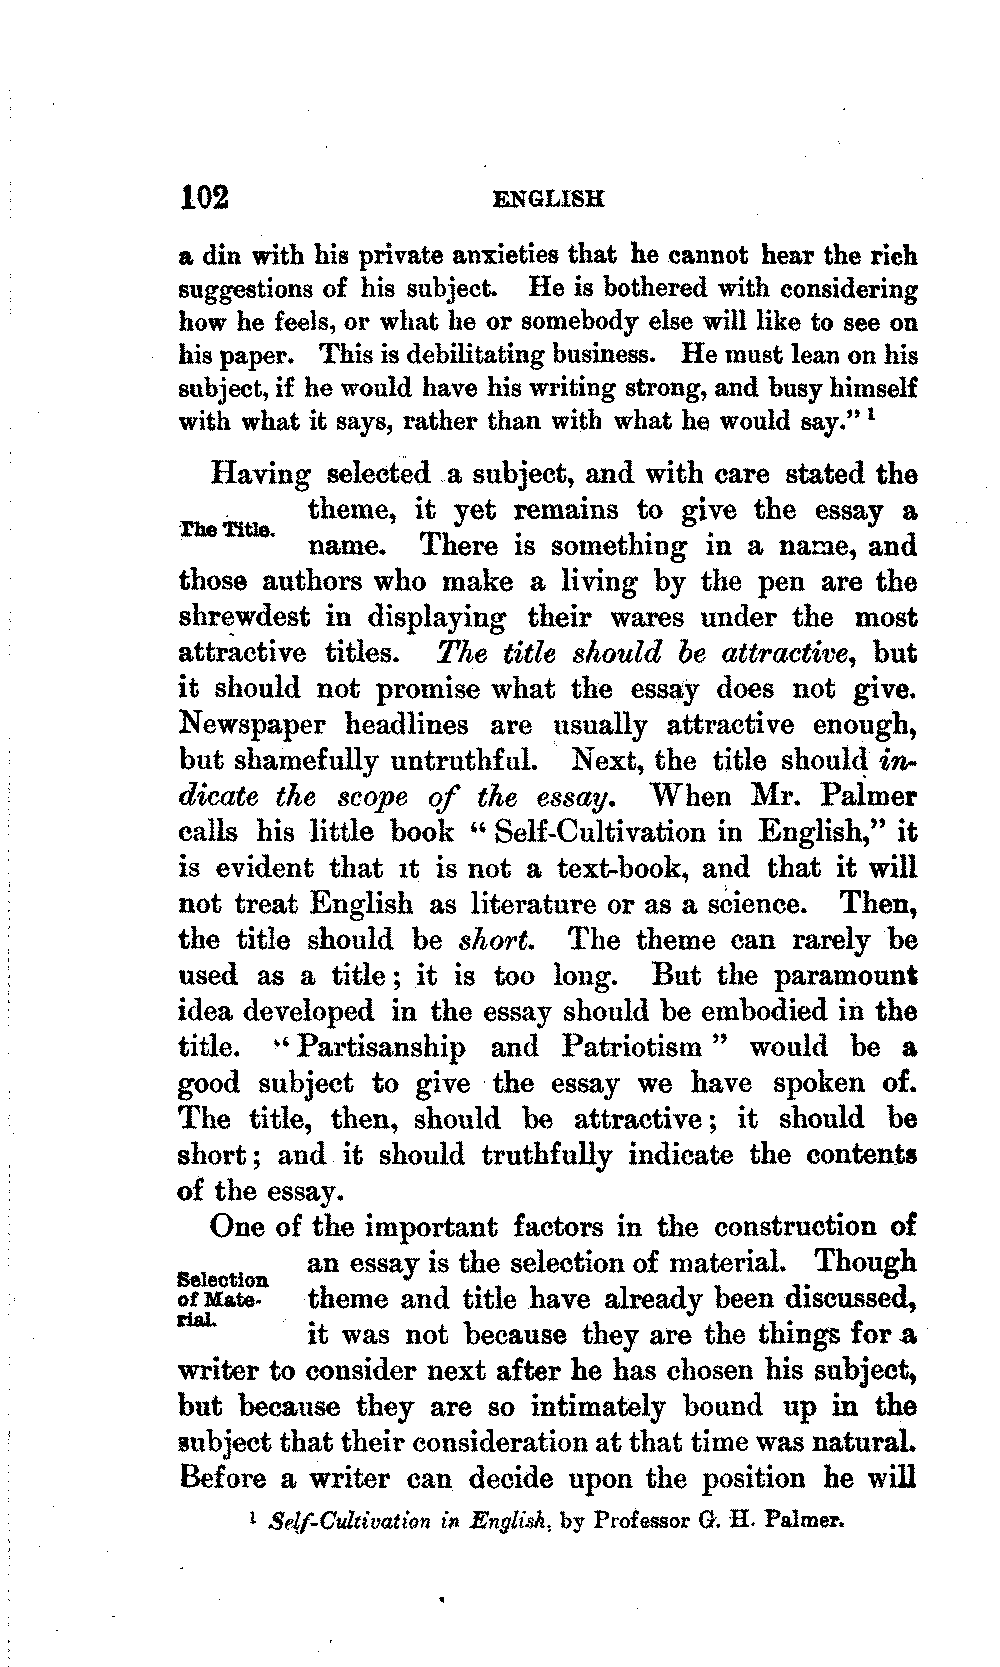 102 ENGLISH
a din with his private anxieties that he cannot hear the rich
suggestions of his subject. He is bothered with considering
how he feels, or what he or somebody else will like to see on
his paper. This is debilitating business. He must lean on his
subject, if he would have his writing strong, and busy himself
with what it says, rather than with what he would say." ¹
Having selected a subject, and with care stated the
The Title.
theme, it yet remains to give the essay a
name. There is something in a name, and
those authors who make a living by the pen are the
shrewdest in displaying their wares under the most
attractive titles. The title should be attractive, but
it should not promise what the essay does not give.
Newspaper headlines are usually attractive enough,
but shamefully untruthful. Next, the title should in-
dicate the scope of the essay. When Mr. Palmer
calls his little book " Self-Cultivation in English," it
is evident that it is not a text-book, and that it will
not treat English as literature or as a science. Then,
the title should be short. The theme can rarely be
used as a title; it is too long. But the paramount
idea developed in the essay should be embodied in the
title. " Partisanship and Patriotism " would be a
good subject to give the essay we have spoken of.
The title, then, should be attractive; it should be
short; and it should truthfully indicate the contents
of the essay.
One of the important factors in the construction of
Selection
of Mate-
rial.
an essay is the selection of material. Though
theme and title have already been discussed,
it was not because they are the things for a
writer to consider next after he has chosen his subject,
but because they are so intimately bound up in the
subject that their consideration at that time was natural.
Before a writer can decide upon the position he will
¹ Self-Cultivation in English, by Professor G. H. Palmer.